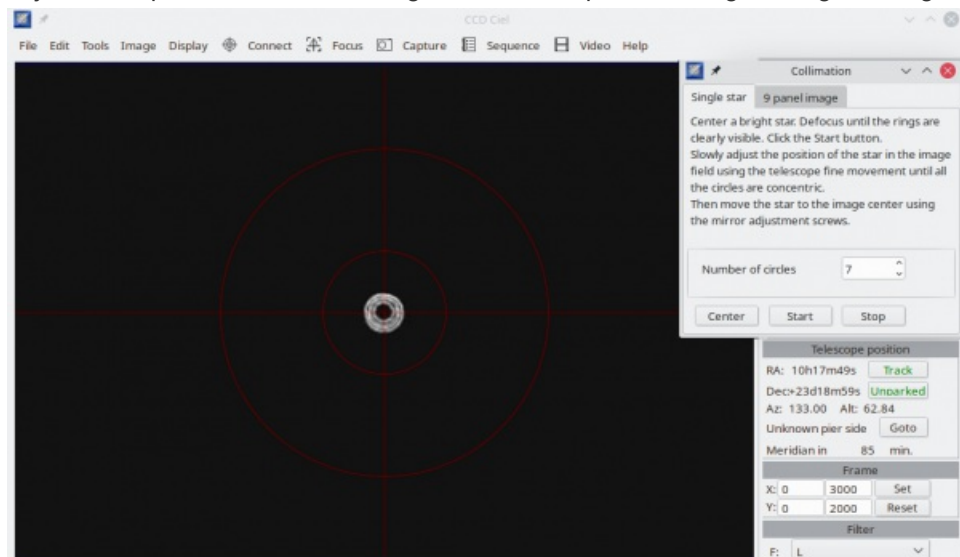 CCD Ciel
File Edit Tools Image Display Connect Focus Capture Sequence Video Help
Collimation
Single star 9 panel image
Center a bright star. Defocus until the rings are
clearly visible. Click the Start button.
Slowly adjust the position of the star in the image
field using the telescope fine movement until all
the circles are concentric.
Then move the star to the image center using
the mirror adjustment screws.
Number of circles 7
Center Start Stop
Telescope position
RA: 10h17m49s Track
Dec:+23d18m59s Unparked
Az: 133.00 Alt: 62.84
Unknown pier side Goto
Meridian in 85 min.
Frame
X: 0 3000 Set
Y: 0 2000 Reset
Filter
F: L